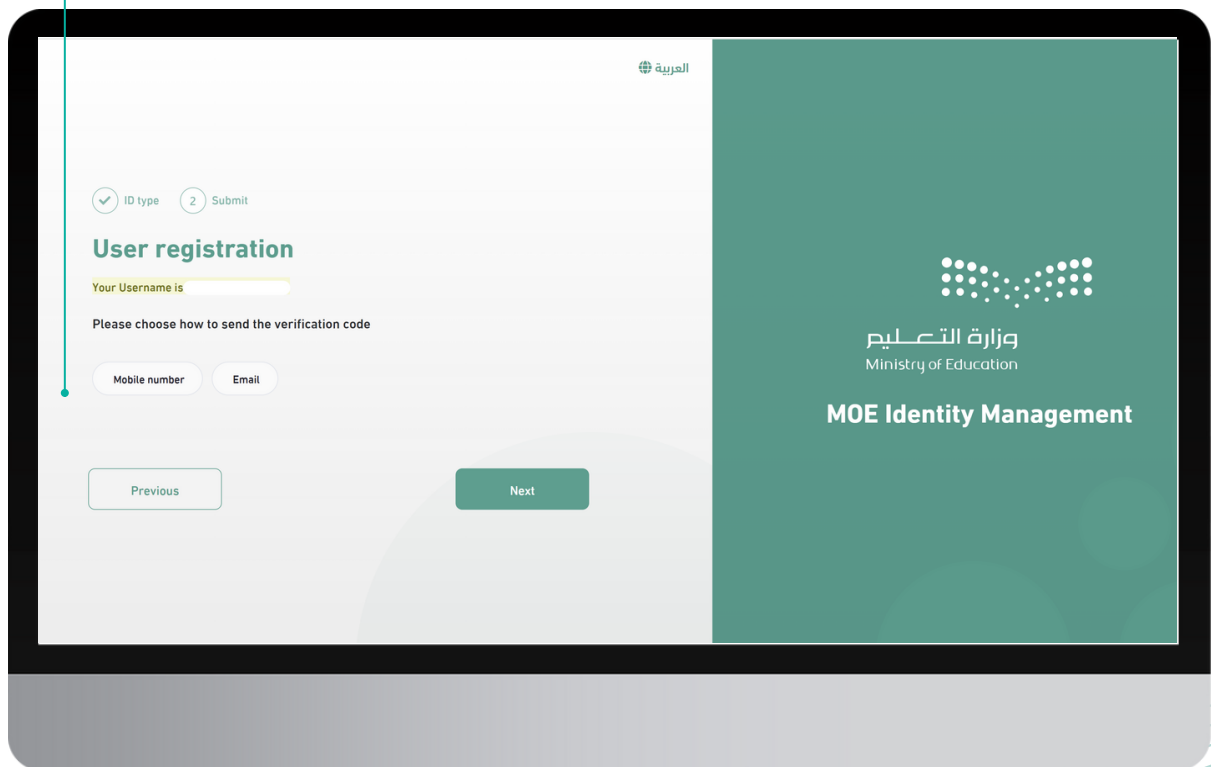 العربية
ID type
2 Submit
User registration
Your Username is
Please choose how to send the verification code
Mobile number
Email
Previous
Next
وزارة التعليم
Ministry of Education
MOE Identity Management